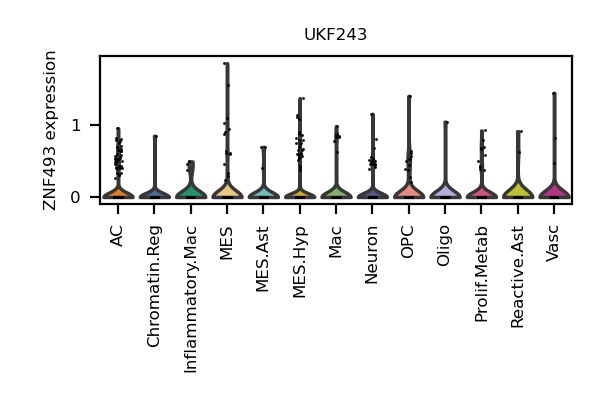 UKF243
ZNF493 expression
1
0
AC
Chromatin.Reg
Inflammatory.Mac
MES
MES.Ast
MES.Hyp
Mac
Neuron
OPC
Oligo
Prolif.Metab
Reactive.Ast
Vasc